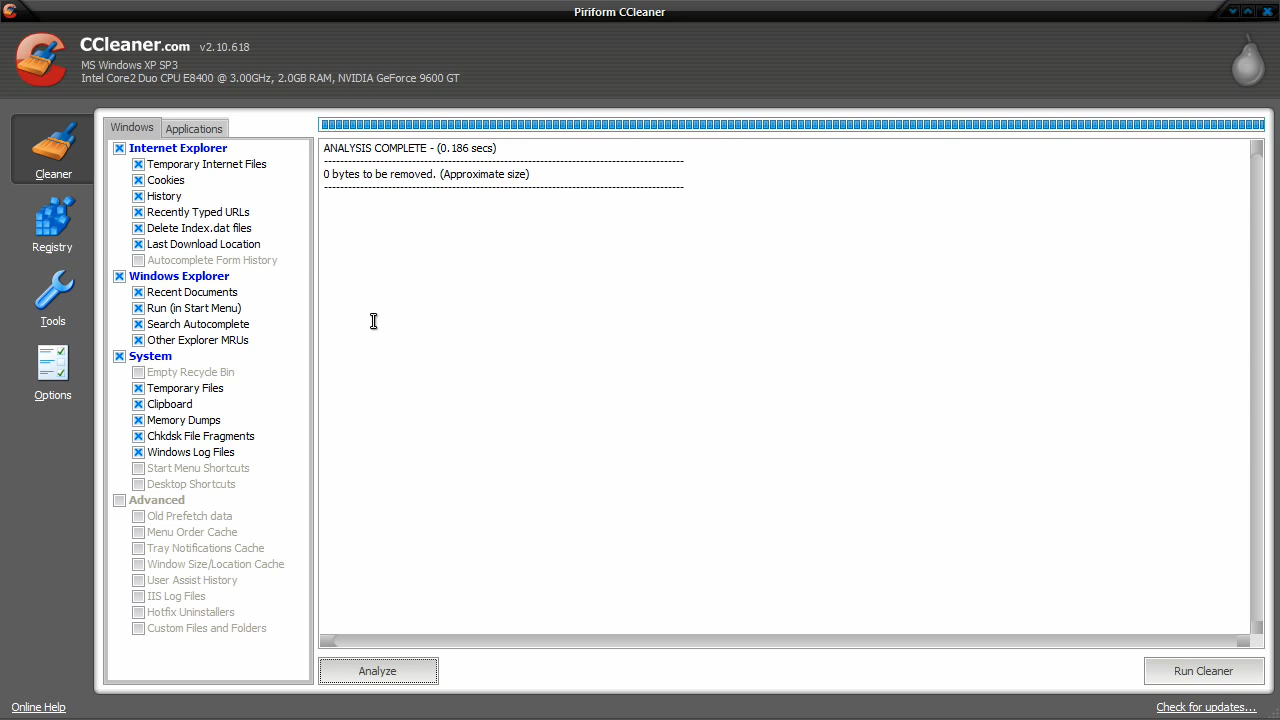 Piriform CCleaner
CCleaner.com v2.10.618
MS Windows XP SP3
Intel Core2 Duo CPU E8400 @ 3.00GHz, 2.0GB RAM, NVIDIA GeForce 9600 GT
Cleaner
Registry
Tools
Options
Windows Applications
Internet Explorer
Temporary Internet Files
Cookies
History
Recently Typed URLs
Delete Index.dat files
Last Download Location
Autocomplete Form History
Windows Explorer
Recent Documents
Run (in Start Menu)
Search Autocomplete
Other Explorer MRUs
System
Empty Recycle Bin
Temporary Files
Clipboard
Memory Dumps
Chkdsk File Fragments
Windows Log Files
Start Menu Shortcuts
Desktop Shortcuts
Advanced
Old Prefetch data
Menu Order Cache
Tray Notifications Cache
Window Size/Location Cache
User Assist History
IIS Log Files
Hotfix Uninstallers
Custom Files and Folders
ANALYSIS COMPLETE - (0.186 secs)
------------------------------------------------------------------------------------------
0 bytes to be removed. (Approximate size)
------------------------------------------------------------------------------------------
Analyze
Run Cleaner
Online Help
Check for updates...